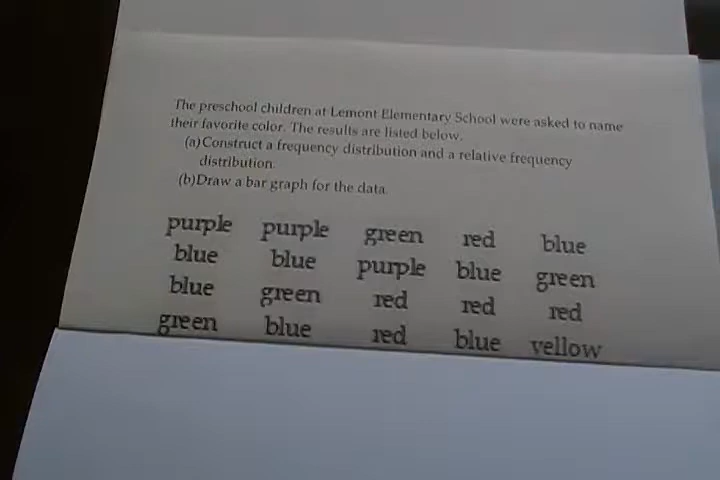 The preschool children at Lemont Elementary School were asked to name
their favorite color. The results are listed below.
(a)Construct a frequency distribution and a relative frequency
distribution.
(b)Draw a bar graph for the data.
purple purple green red blue
blue blue purple blue green
blue green red red red
green blue red blue yellow